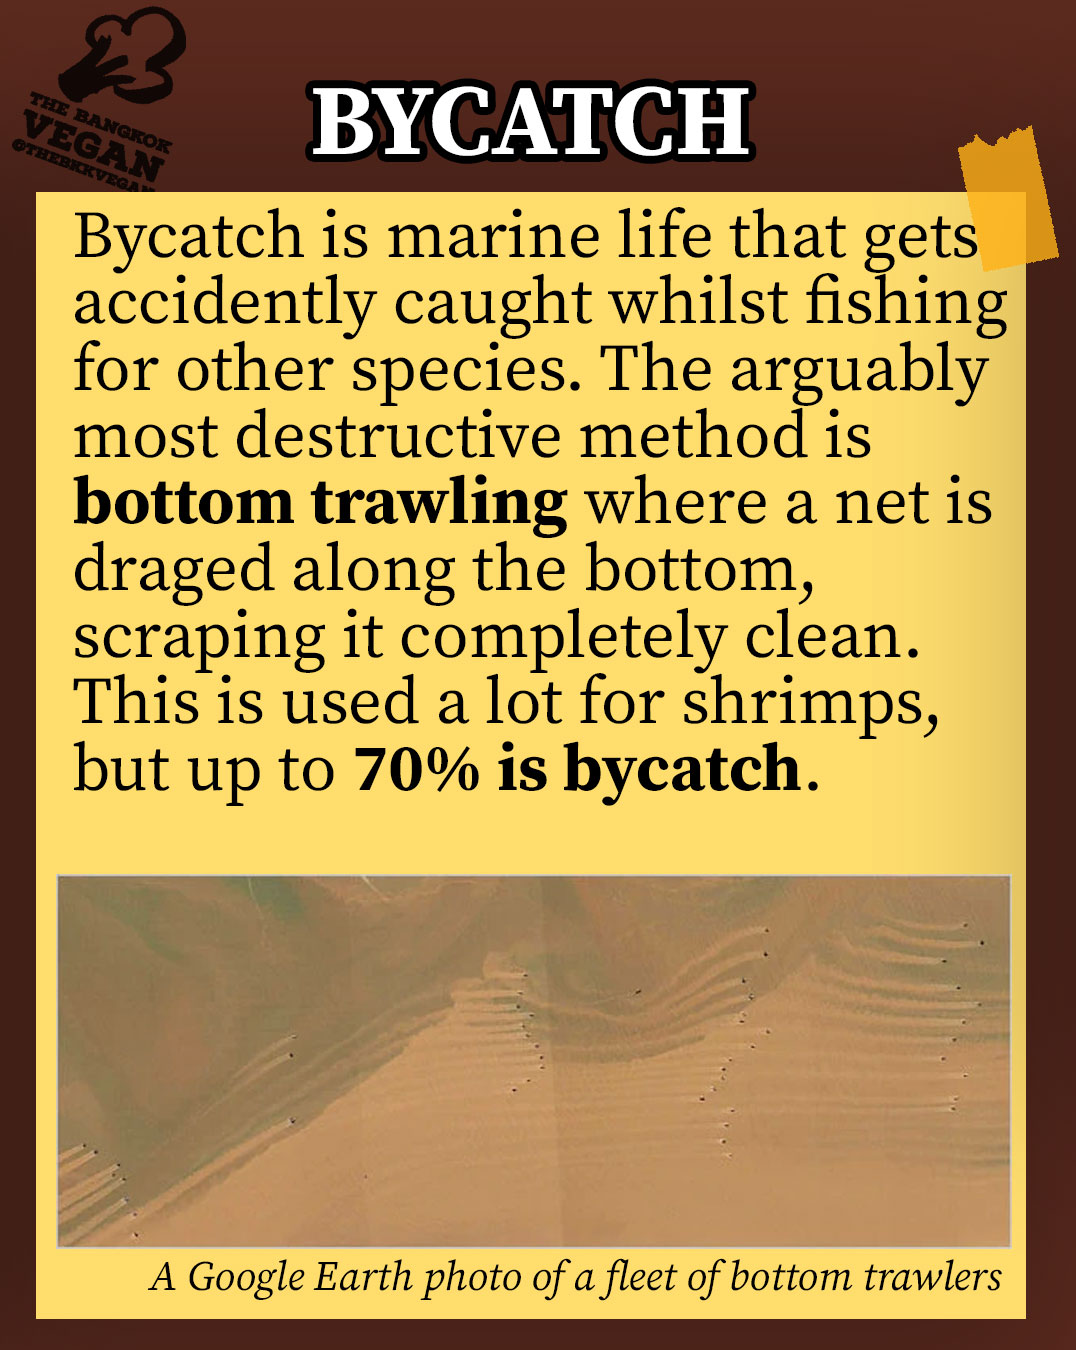 THE BANGKOK
VEGAN
@THEBKKVEGAN
BYCATCH
Bycatch is marine life that gets
accidently caught whilst fishing
for other species. The arguably
most destructive method is
bottom trawling where a net is
draged along the bottom,
scraping it completely clean.
This is used a lot for shrimps,
but up to 70% is bycatch.
A Google Earth photo of a fleet of bottom trawlers